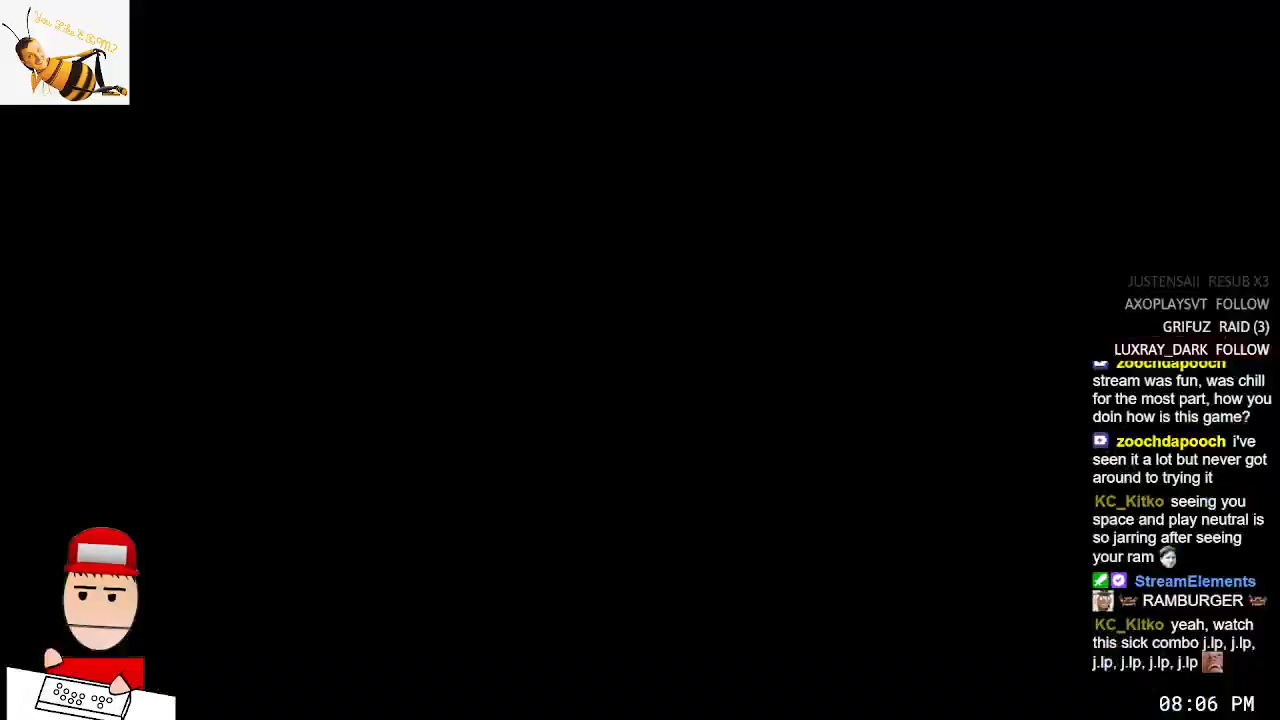 You Like É RAM?
JUSTENSAII RESUB X3
AXOPLAYSVT FOLLOW
GRIFUZ RAID (3)
LUXRAY_DARK FOLLOW
zoochdapooch
stream was fun, was chill
for the most part, how you
doin how is this game?
zoochdapooch i've
seen it a lot but never got
around to trying it
KC_Kitko seeing you
space and play neutral is
so jarring after seeing
your ram
StreamElements
RAMBURGER
KC_Kitko yeah, watch
this sick combo j.lp, j.lp,
j.lp, j.lp, j.lp, j.lp
08:06 PM